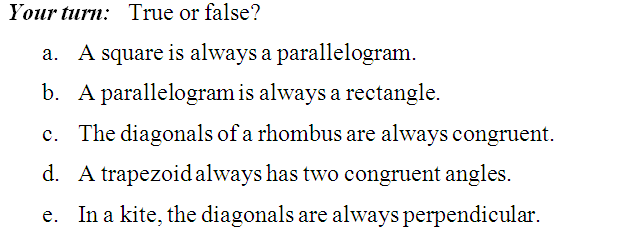 Your turn: True or false?
a. A square is always a parallelogram.
b. A parallelogram is always a rectangle.
c. The diagonals of a rhombus are always congruent.
d. A trapezoid always has two congruent angles.
e. In a kite, the diagonals are always perpendicular.